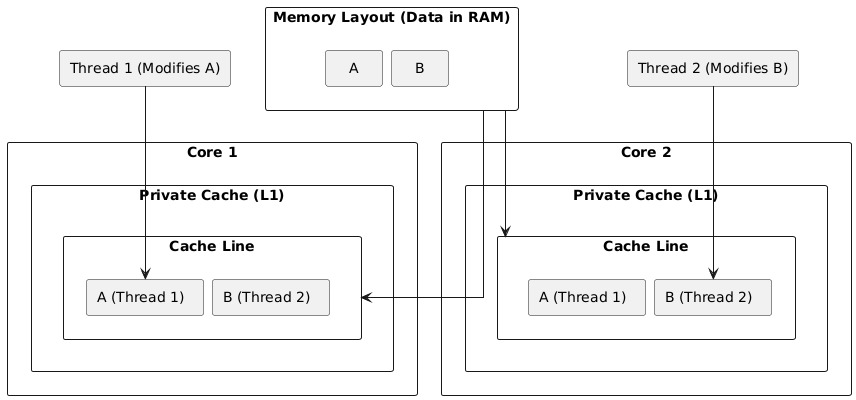 Memory Layout (Data in RAM)
A
B
Thread 1 (Modifies A)
Thread 2 (Modifies B)
Core 1
Private Cache (L1)
Cache Line
A (Thread 1)
B (Thread 2)
Core 2
Private Cache (L1)
Cache Line
A (Thread 1)
B (Thread 2)